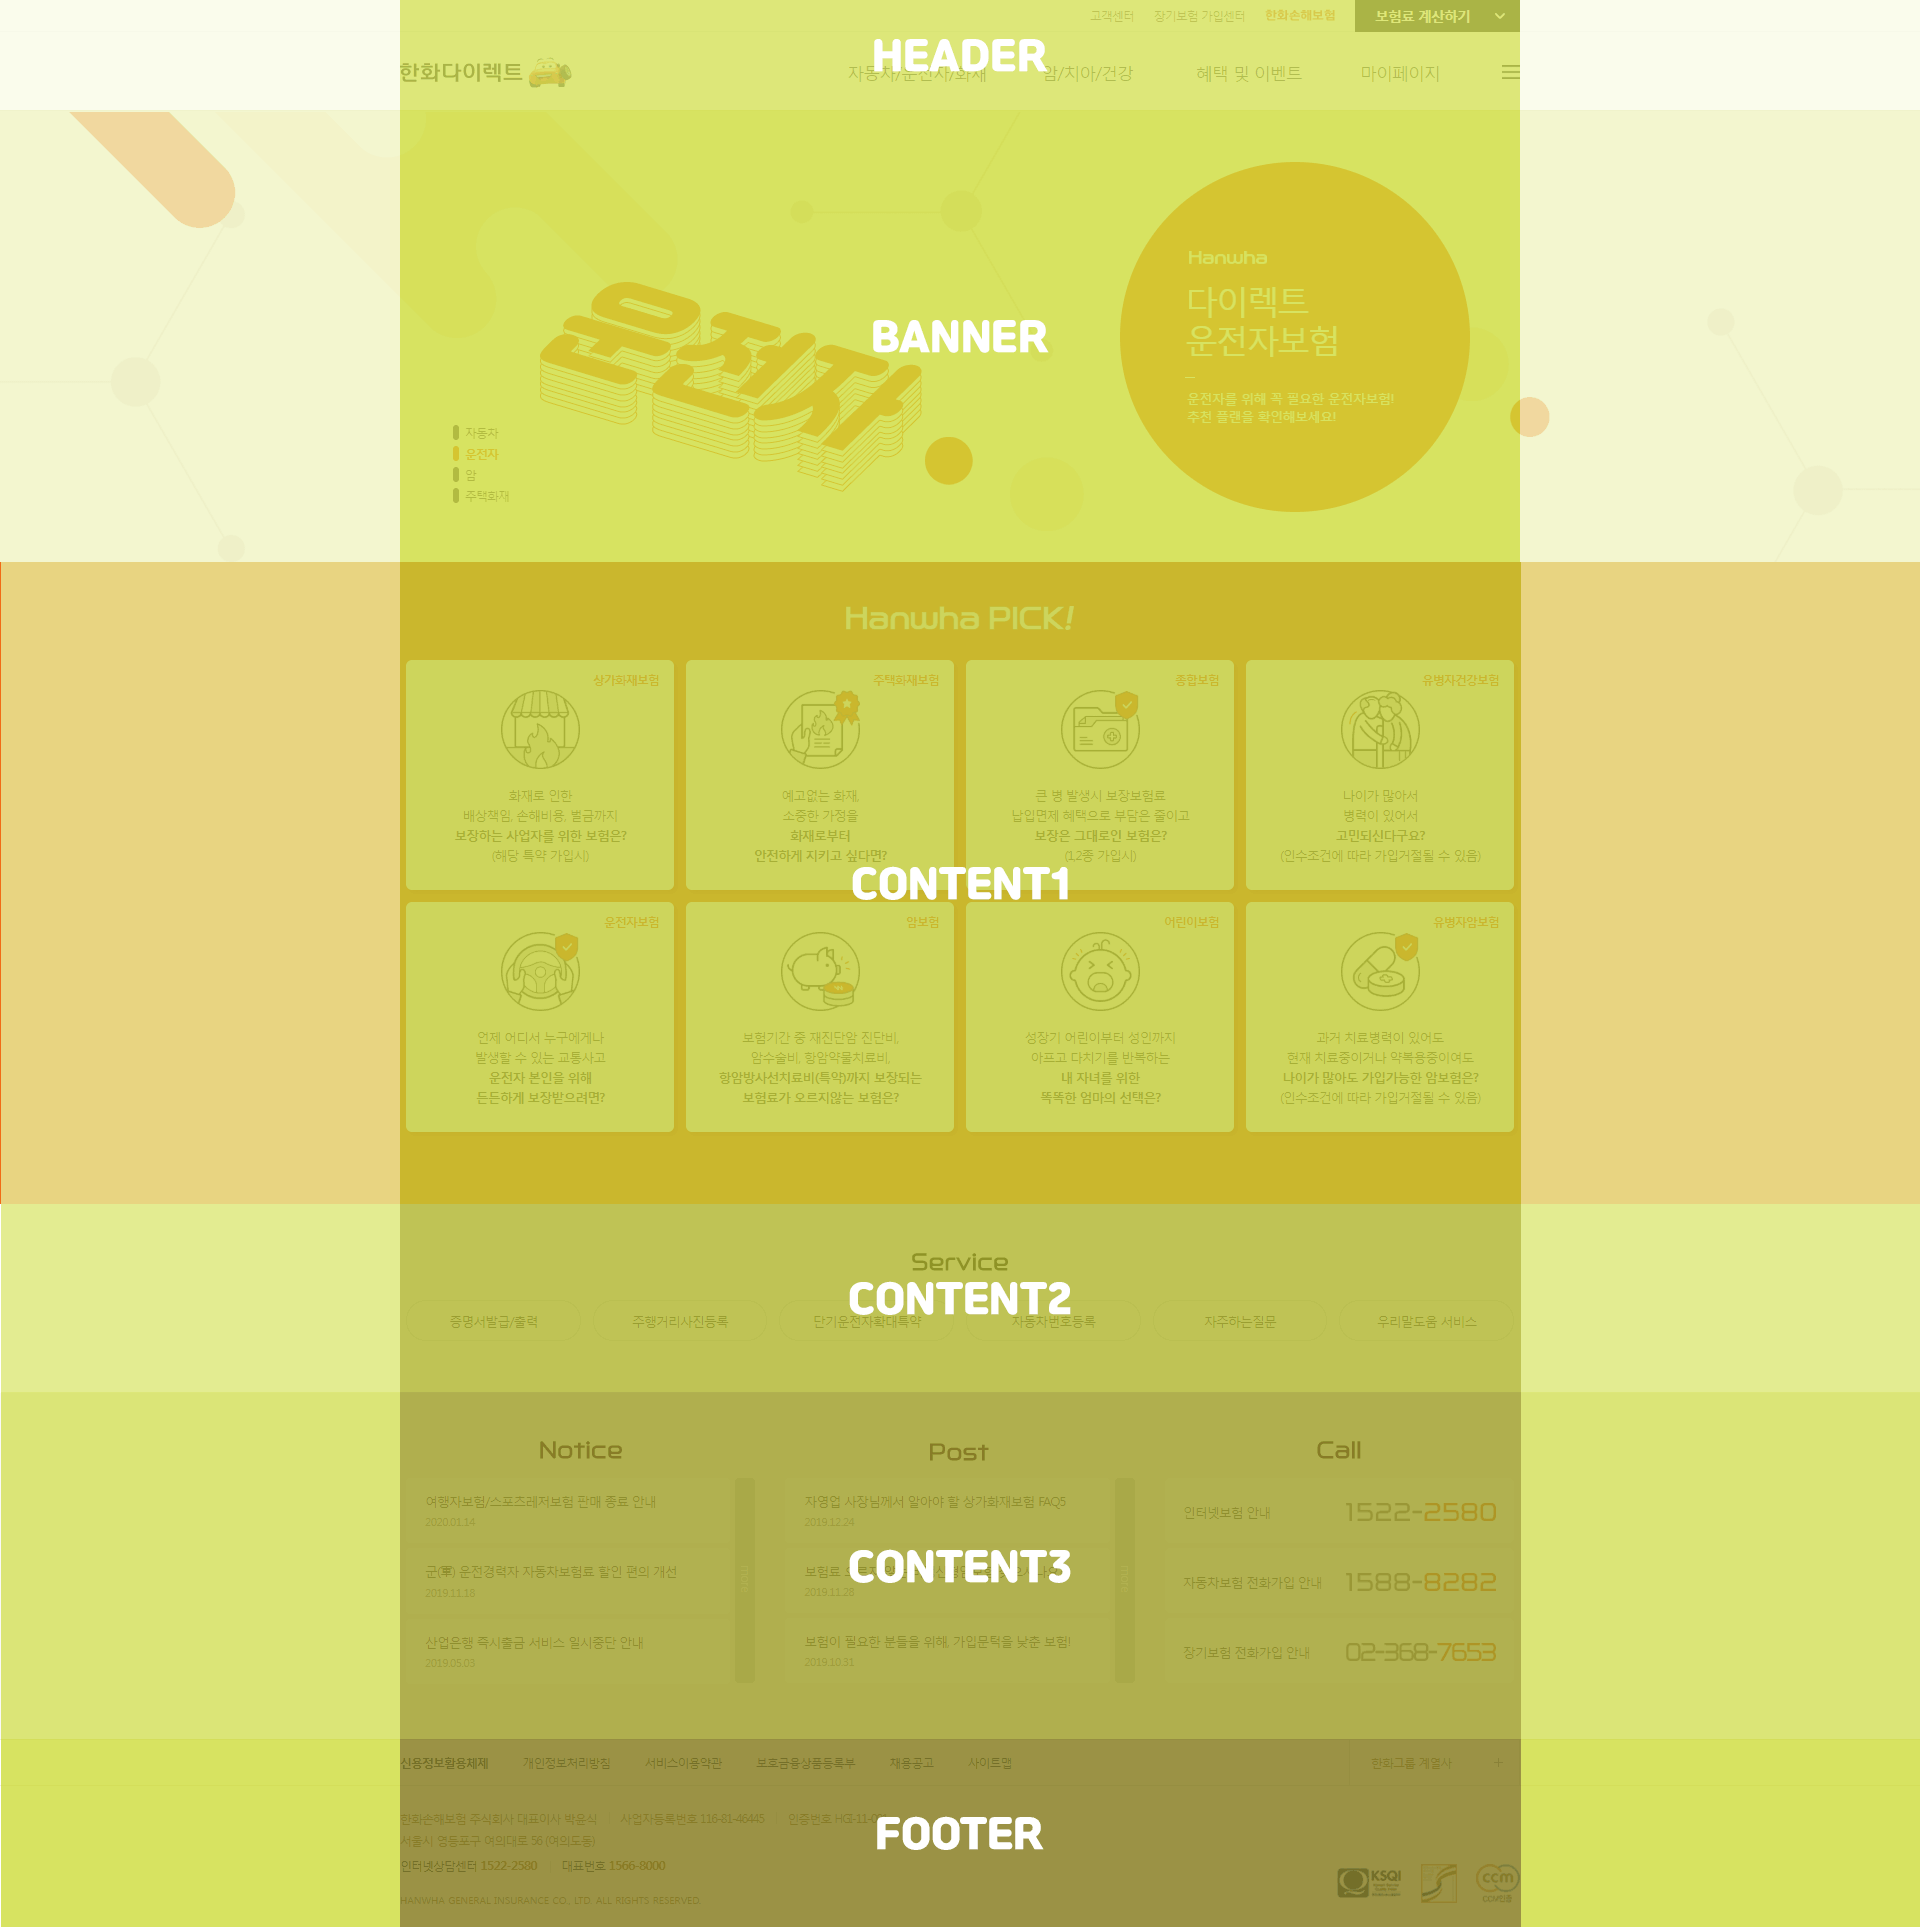 고객센터
장기보험 가입센터
한화손해보험
보험료 계산하기
HEADER
한화다이렉트
자동차/운전자/화재
암/치아/건강
혜택 및 이벤트
마이페이지
Hanwha
다이렉트
운전자보험
운전자를 위해 꼭 필요한 운전자보험!
추천 플랜을 확인해보세요!
운전자
BANNER
자동차
운전자
암
주택화재
Hanwha PICK!
상가화재보험
화재로 인한
배상책임, 손해비용, 벌금까지
보장하는 사업자를 위한 보험은?
(해당 특약 가입시)
주택화재보험
예고없는 화재,
소중한 가정을
화재로부터
안전하게 지키고 싶다면?
종합보험
큰 병 발생시 보장보험료
납입면제 혜택으로 부담은 줄이고
보장은 그대로인 보험은?
(1,2종 가입시)
유병자건강보험
나이가 많아서
병력이 있어서
고민되신다구요?
(인수조건에 따라 가입거절될 수 있음)
CONTENT1
운전자보험
언제 어디서 누구에게나
발생할 수 있는 교통사고
운전자 본인을 위해
든든하게 보장받으려면?
암보험
보험기간 중 재진단암 진단비,
암수술비, 항암약물치료비,
항암방사선치료비(특약)까지 보장되는
보험료가 오르지않는 보험은?
어린이보험
성장기 어린이부터 성인까지
아프고 다치기를 반복하는
내 자녀를 위한
똑똑한 엄마의 선택은?
유병자암보험
과거 치료병력이 있어도
현재 치료중이거나 약복용중이여도
나이가 많아도 가입가능한 암보험은?
(인수조건에 따라 가입거절될 수 있음)
Service
CONTENT2
증명서발급/출력
주행거리사진등록
단기운전자확대특약
자동차번호등록
자주하는질문
우리말도움 서비스
Notice
여행자보험/스포츠레저보험 판매 종료 안내
2020.01.14
군(軍) 운전경력자 자동차보험료 할인 편의 개선
2019.11.18
산업은행 즉시출금 서비스 일시중단 안내
2019.05.03
Post
자영업 사장님께서 알아야 할 상가화재보험 FAQ5
2019.12.24
보험료
2019.11.28
보험이 필요한 분들을 위해, 가입문턱을 낮춘 보험!
2019.10.31
CONTENT3
Call
인터넷보험 안내
1522-2580
자동차보험 전화가입 안내
1588-8282
장기보험 전화가입 안내
02-368-7653
신용정보활용체제
개인정보처리방침
서비스이용약관
보호금융상품등록부
채용공고
사이트맵
한화그룹 계열사
+
한화손해보험 주식회사 대표이사 박윤식
사업자등록번호 116-81-46445
인증번호 HGI-11-
FOOTER
서울시 영등포구 여의대로 56 (여의도동)
인터넷상담센터 1522-2580
대표번호 1566-8000
HANWHA GENERAL INSURANCE CO., LTD. ALL RIGHTS RESERVED.
KSQI
ccm
CCM인증